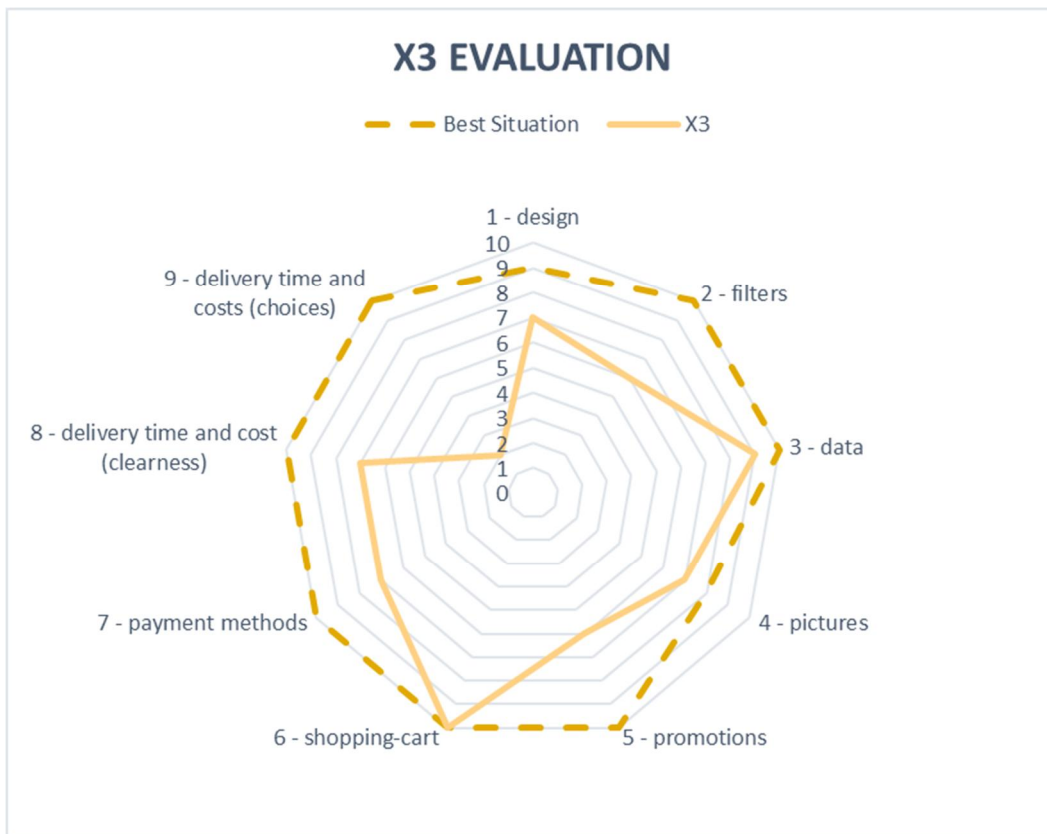 X3 EVALUATION
Best Situation X3
1 - design
10
9
8
7
6
5
4
3
2
1
0
2 - filters
3 - data
4 - pictures
5 - promotions
6 - shopping-cart
7 - payment methods
8 - delivery time and cost
(clearness)
9 - delivery time and
costs (choices)